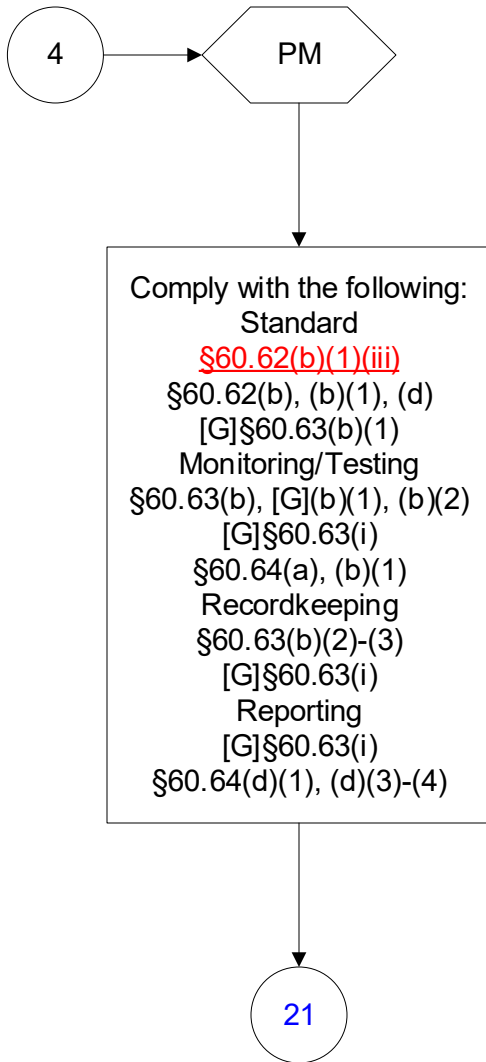 4
PM
Comply with the following:
Standard
§60.62(b)(1)(iii)
§60.62(b), (b)(1), (d)
[G]§60.63(b)(1)
Monitoring/Testing
§60.63(b), [G](b)(1), (b)(2)
[G]§60.63(i)
§60.64(a), (b)(1)
Recordkeeping
§60.63(b)(2)-(3)
[G]§60.63(i)
Reporting
[G]§60.63(i)
§60.64(d)(1), (d)(3)-(4)
21